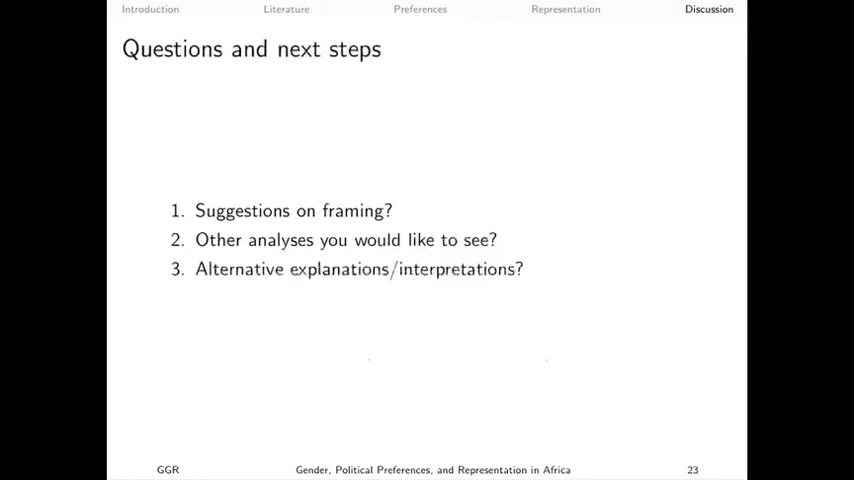 Introduction Literature Preferences Representation Discussion
Questions and next steps
1. Suggestions on framing?
2. Other analyses you would like to see?
3. Alternative explanations/interpretations?
GGR Gender, Political Preferences, and Representation in Africa 23